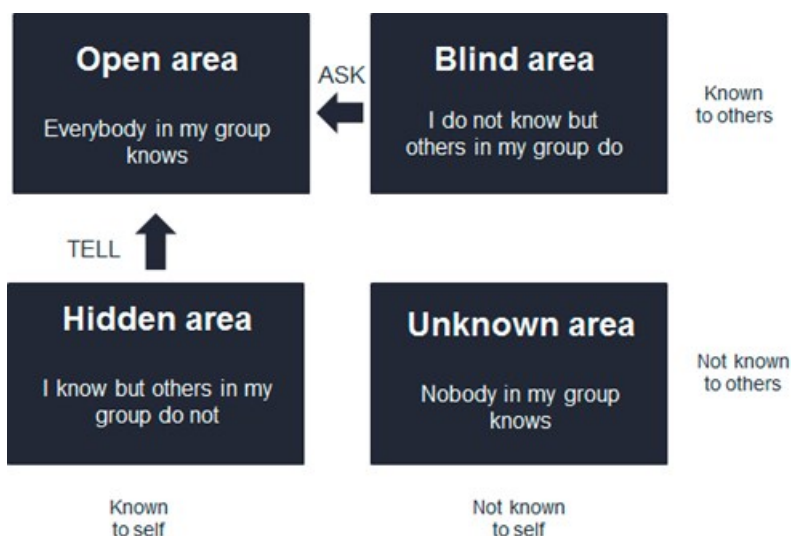 Open area
Everybody in my group
knows
ASK
Blind area
I do not know but
others in my group do
Known
to others
TELL
Hidden area
I know but others in my
group do not
Unknown area
Nobody in my group
knows
Not known
to others
Known
to self
Not known
to self